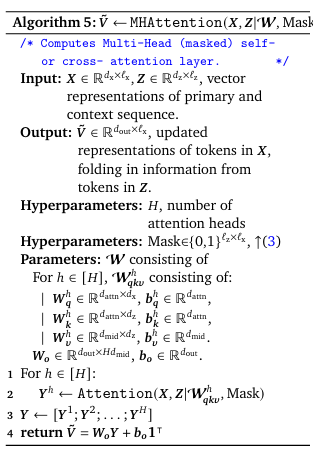 Algorithm 5: Ṽ ← MHAttention(X, Z|𝓦, Mask
/* Computes Multi-Head (masked) self-
or cross- attention layer. */
Input: X ∈ ℝ^{d_x×ℓ_x}, Z ∈ ℝ^{d_z×ℓ_z}, vector
representations of primary and
context sequence.
Output: Ṽ ∈ ℝ^{d_out×ℓ_x}, updated
representations of tokens in X,
folding in information from
tokens in Z.
Hyperparameters: H, number of
attention heads
Hyperparameters: Mask∈{0,1}^{ℓ_z×ℓ_x}, ↑(3)
Parameters: 𝓦 consisting of
For h ∈ [H], 𝓦^h_{qkv} consisting of:
| W^h_q ∈ ℝ^{d_attn×d_x}, b^h_q ∈ ℝ^{d_attn},
| W^h_k ∈ ℝ^{d_attn×d_z}, b^h_k ∈ ℝ^{d_attn},
| W^h_v ∈ ℝ^{d_mid×d_z}, b^h_v ∈ ℝ^{d_mid}.
W_o ∈ ℝ^{d_out×Hd_mid}, b_o ∈ ℝ^{d_out}.
1 For h ∈ [H]:
2 Y^h ← Attention(X, Z|𝓦^h_{qkv}, Mask)
3 Y ← [Y^1; Y^2; . . . ; Y^H]
4 return Ṽ = W_oY + b_o1^⊤